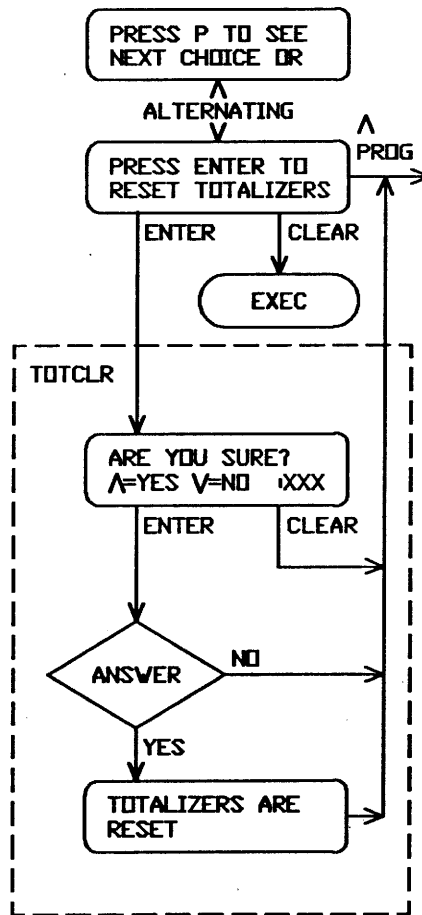 PRESS P TO SEE
NEXT CHOICE OR
ALTERNATING
PRESS ENTER TO
RESET TOTALIZERS
Λ
PROG
ENTER
CLEAR
EXEC
TOTCLR
ARE YOU SURE?
Λ=YES V=NO :XXX
ENTER
CLEAR
ANSWER
NO
YES
TOTALIZERS ARE
RESET